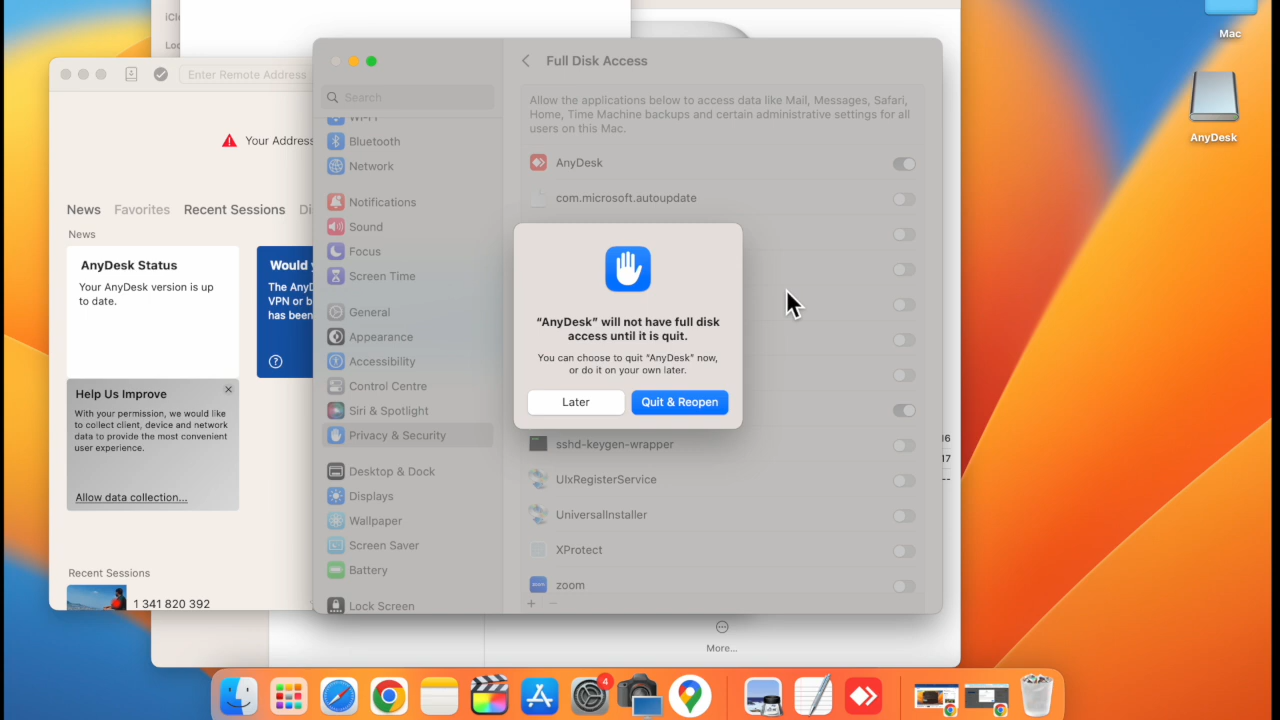 iCl
Loc
Mac
AnyDesk
Enter Remote Address
Your Address
News
Favorites
Recent Sessions
Di
News
AnyDesk Status
Your AnyDesk version is up
to date.
Would y
The AnyD
VPN or b
has been
Help Us Improve
With your permission, we would like
to collect client, device and network
data to provide the most convenient
user experience.
Allow data collection...
Recent Sessions
1 341 820 392
Search
Wi-Fi
Bluetooth
Network
Notifications
Sound
Focus
Screen Time
General
Appearance
Accessibility
Control Centre
Siri & Spotlight
Privacy & Security
Desktop & Dock
Displays
Wallpaper
Screen Saver
Battery
Lock Screen
Full Disk Access
Allow the applications below to access data like Mail, Messages, Safari,
Home, Time Machine backups and certain administrative settings for all
users on this Mac.
AnyDesk
com.microsoft.autoupdate
“AnyDesk” will not have full disk
access until it is quit.
You can choose to quit “AnyDesk” now,
or do it on your own later.
Later
Quit & Reopen
sshd-keygen-wrapper
UIxRegisterService
UniversalInstaller
XProtect
zoom
16
17
--
More...
4